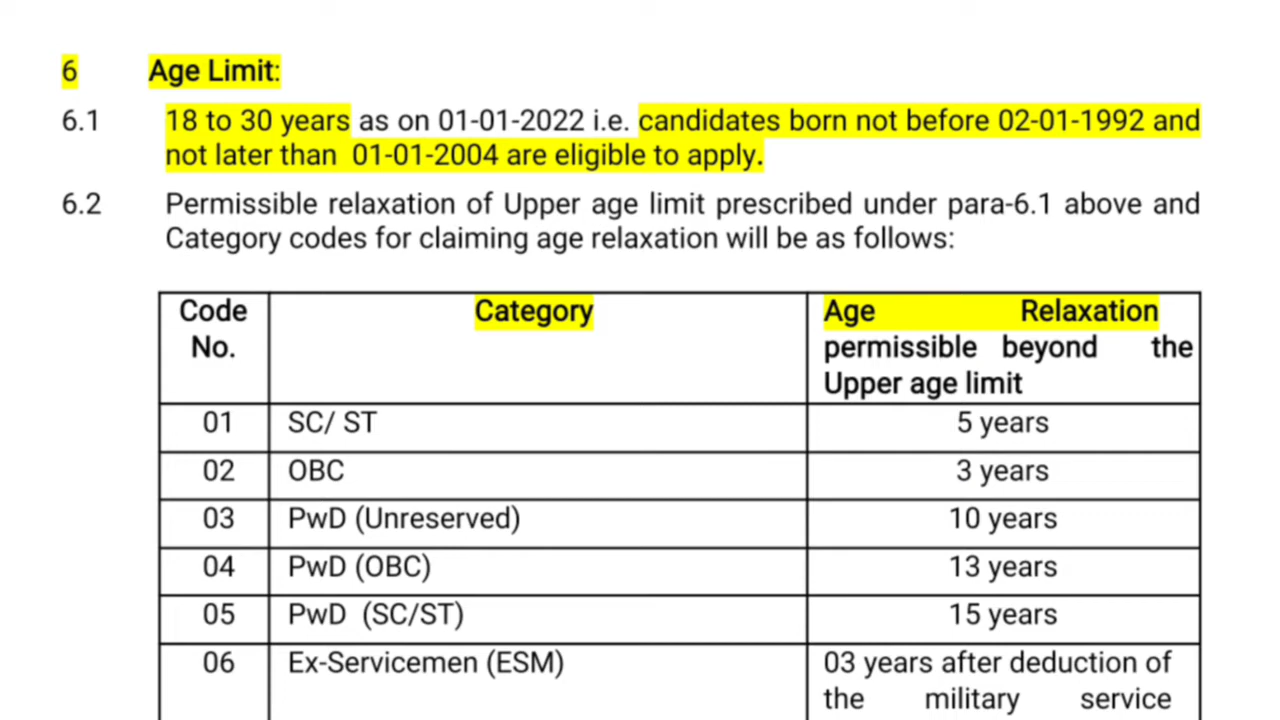 6 Age Limit:
6.1 18 to 30 years as on 01-01-2022 i.e. candidates born not before 02-01-1992 and
not later than 01-01-2004 are eligible to apply.
6.2 Permissible relaxation of Upper age limit prescribed under para-6.1 above and
Category codes for claiming age relaxation will be as follows:
Code No. Category Age Relaxation
permissible beyond the
Upper age limit
01 SC/ ST 5 years
02 OBC 3 years
03 PwD (Unreserved) 10 years
04 PwD (OBC) 13 years
05 PwD (SC/ST) 15 years
06 Ex-Servicemen (ESM) 03 years after deduction of
the military service